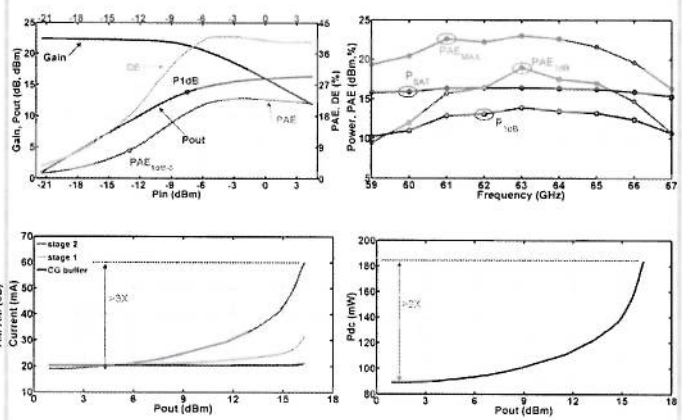 -21 -18 -15 -12 -9 -6 -3 0 3
25
20
15
10
5
0
Gain, Pout (dB, dBm)
Gain
DE
P1dB
Pout
PAE
45
36
27
18
9
0
PAE, DE (%)
-21 -18 -15 -12 -9 -6 -3 0 3
Pin (dBm)
25
20
15
10
5
Power, PAE (dBm,%)
PAE MAX
PSAT
PAE
P1dB
59 60 61 62 63 64 65 66 67
Frequency (GHz)
70
60
50
40
30
20
10
Current (mA)
stage 2
stage 1
CG buffer
>3X
0 3 6 9 12 15 18
Pout (dBm)
200
180
160
140
120
100
80
Pdc (mW)
>2X
0 3 6 9 12 15 18
Pout (dBm)